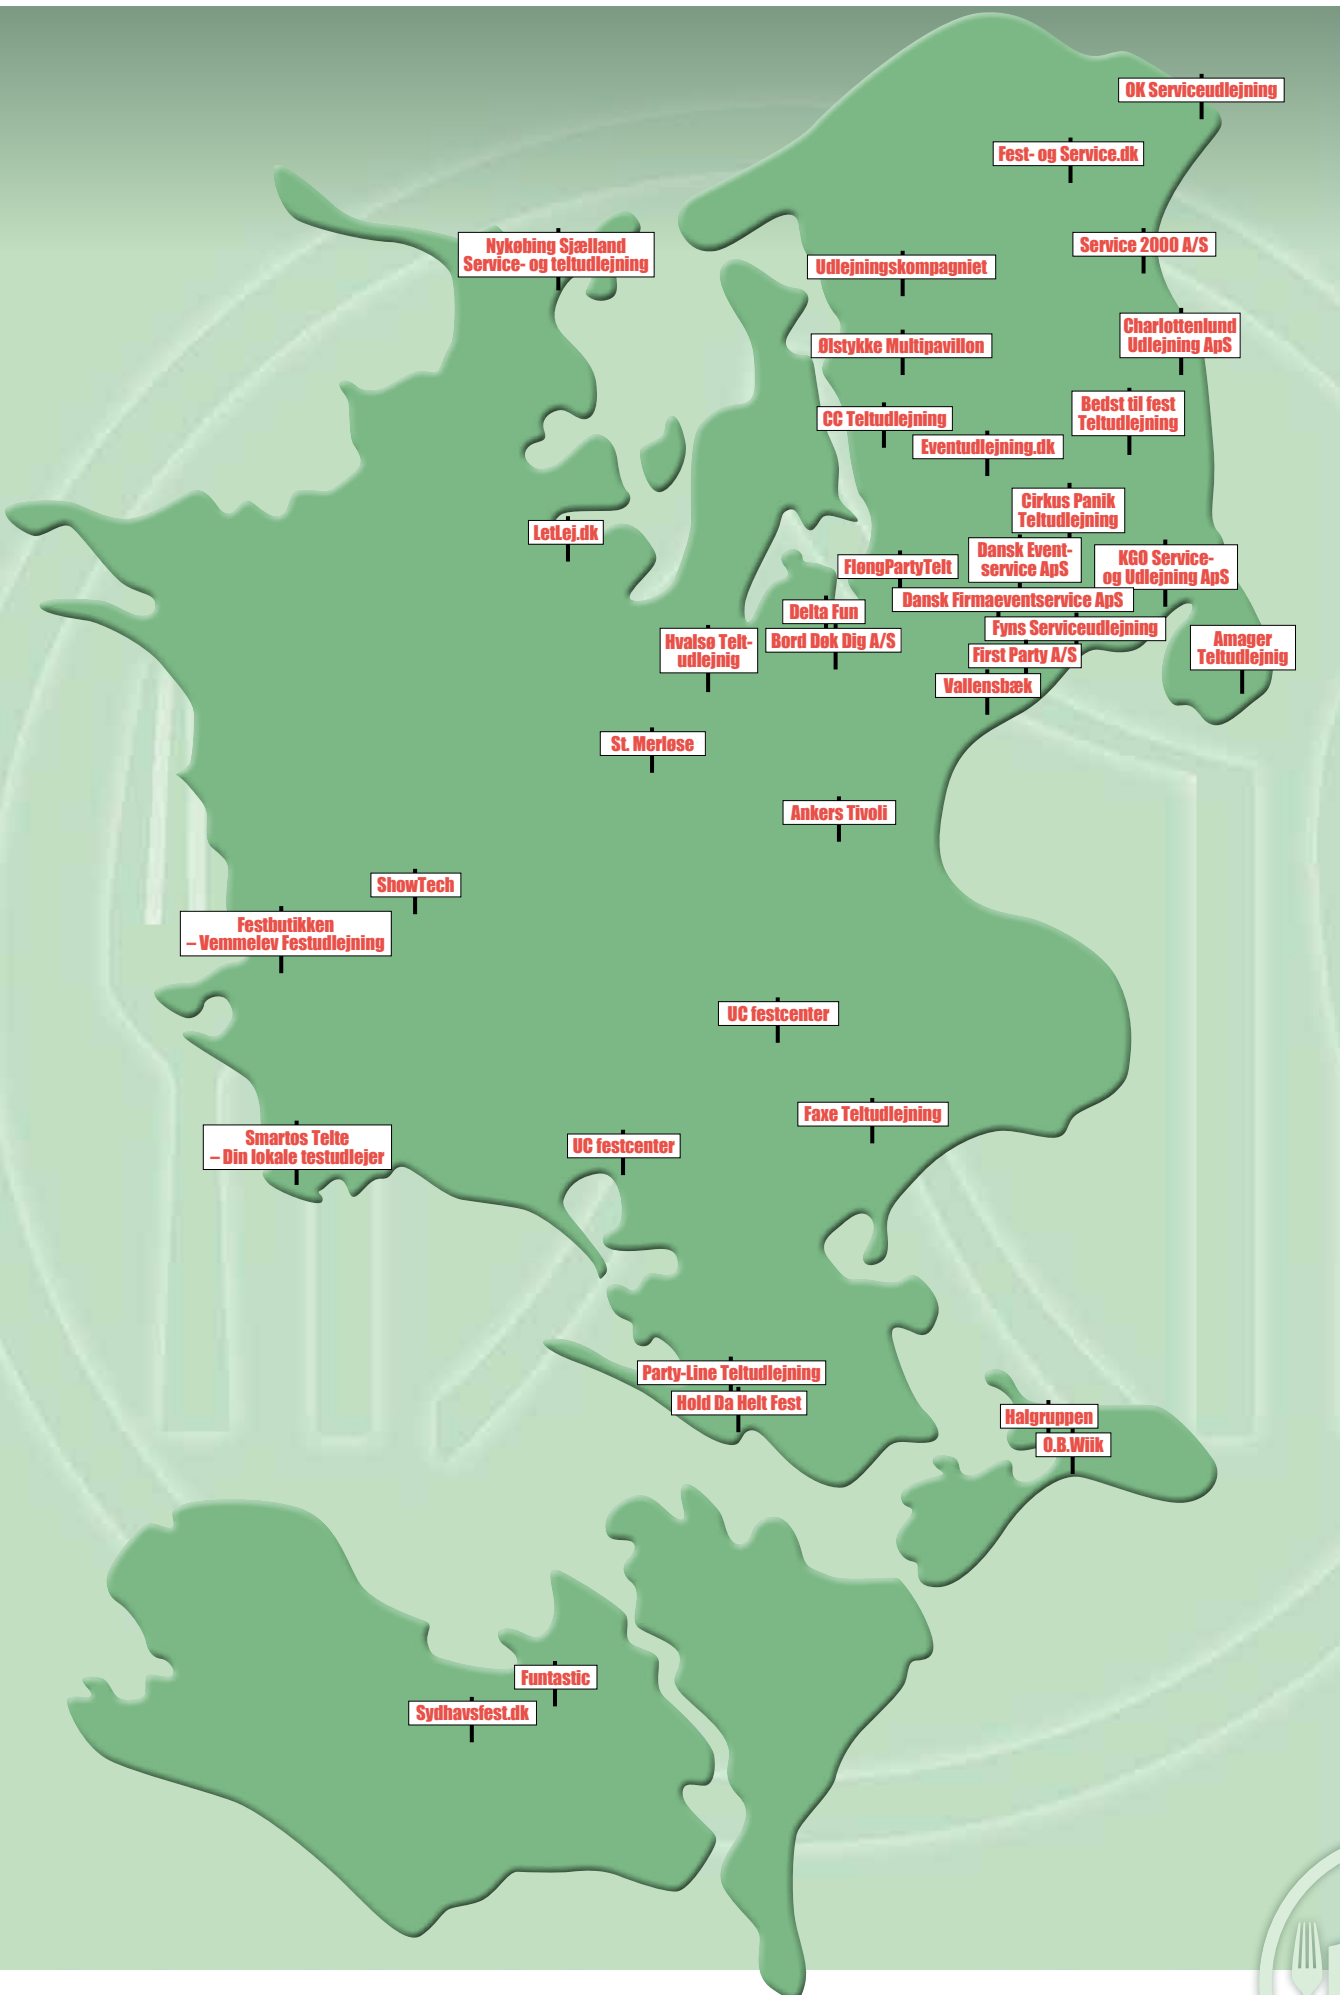 OK Serviceudlejning
Fest- og Service.dk
Nykøbing Sjælland
Service- og teltudlejning
Service 2000 A/S
Udlejningskompagniet
Charlottenlund
Udlejning ApS
Ølstykke Multipavillon
Bedst til fest
Teltudlejning
CC Teltudlejning
Eventudlejning.dk
Cirkus Panik
Teltudlejning
LetLej.dk
Dansk Event-
service ApS
KGO Service-
og Udlejning ApS
FløngPartyTelt
Dansk Firmaeventservice ApS
Delta Fun
Fyns Serviceudlejning
Bord Døk Dig A/S
Hvalsø Telt-
udlejnig
Amager
Teltudlejnig
First Party A/S
Vallensbæk
St. Merløse
Ankers Tivoli
ShowTech
Festbutikken
– Vemmelev Festudlejning
UC festcenter
Faxe Teltudlejning
Smartos Telte
– Din lokale testudlejer
UC festcenter
Party-Line Teltudlejning
Hold Da Helt Fest
Halgruppen
O.B.Wiik
Funtastic
Sydhavsfest.dk